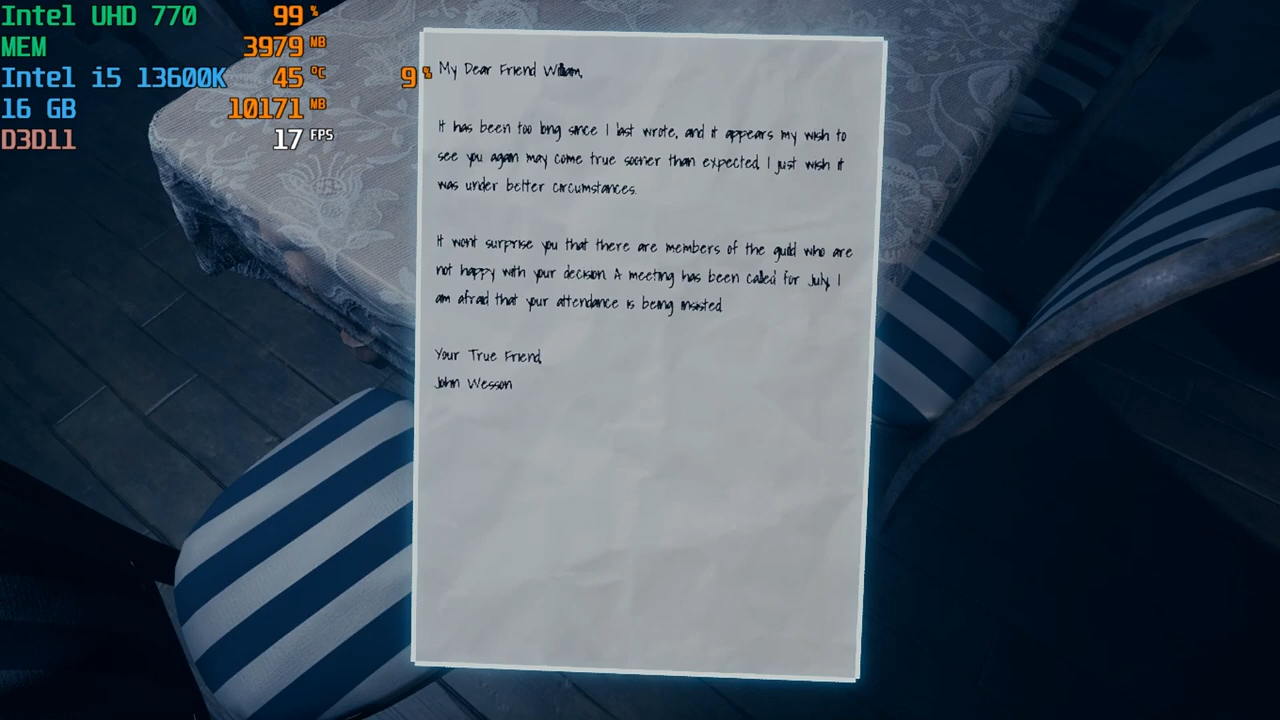 Intel UHD 770 99 %
MEM 3979 MB
Intel i5 13600K 45 °C 9 %
16 GB 10171 MB
D3D11 17 FPS
My Dear Friend William,
It has been too long since I last wrote, and it appears my wish to
see you again may come true sooner than expected. I just wish it
was under better circumstances.
It wont surprise you that there are members of the guild who are
not happy with your decision. A meeting has been called for July, I
am afraid that your attendance is being insisted.
Your True Friend,
John Wesson